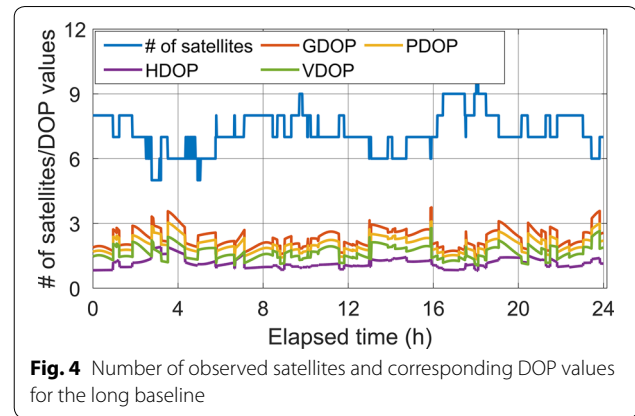 # of satellites/DOP values
12
9
6
3
0
# of satellites GDOP PDOP
HDOP VDOP
0 4 8 12 16 20 24
Elapsed time (h)
Fig. 4 Number of observed satellites and corresponding DOP values
for the long baseline